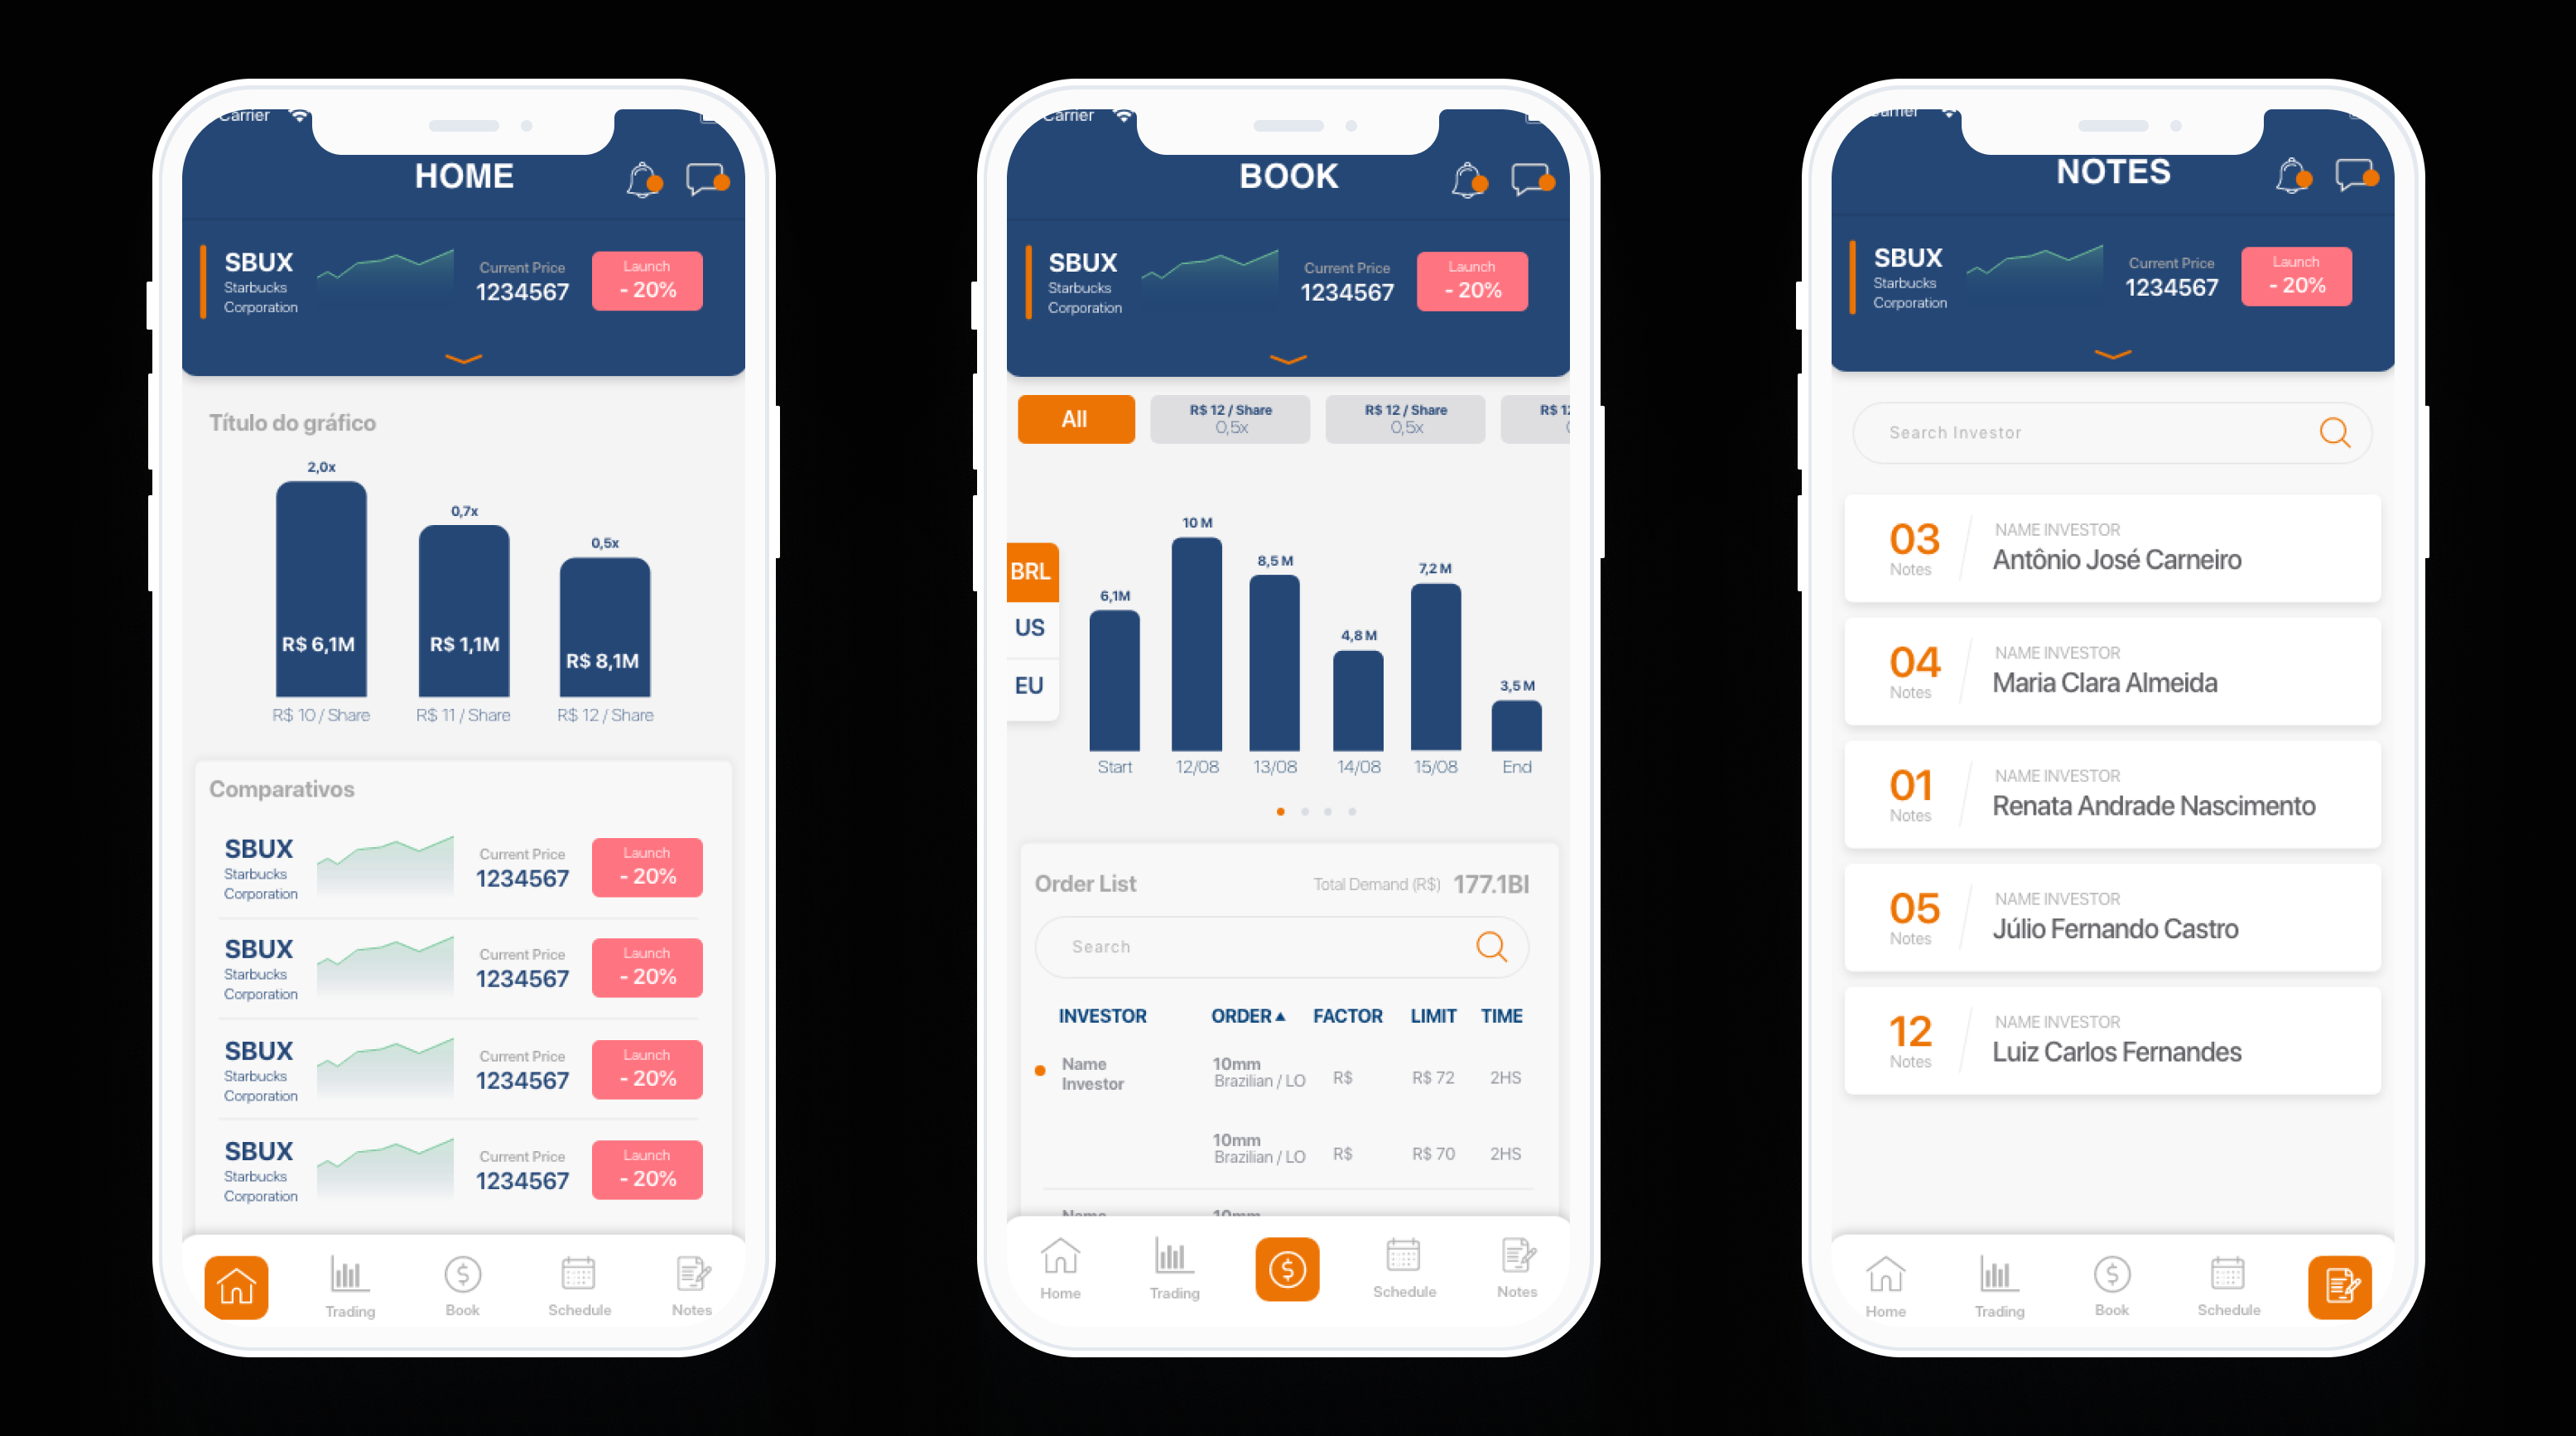 Carrier
HOME
SBUX
Starbucks
Corporation
Current Price
1234567
Launch
- 20%
Título do gráfico
2,0x
0,7x
0,5x
R$ 6,1M
R$ 1,1M
R$ 8,1M
R$ 10 / Share
R$ 11 / Share
R$ 12 / Share
Comparativos
SBUX
Starbucks
Corporation
Current Price
1234567
Launch
- 20%
SBUX
Starbucks
Corporation
Current Price
1234567
Launch
- 20%
SBUX
Starbucks
Corporation
Current Price
1234567
Launch
- 20%
SBUX
Starbucks
Corporation
Current Price
1234567
Launch
- 20%
Trading
Book
Schedule
Notes
Carrier
BOOK
SBUX
Starbucks
Corporation
Current Price
1234567
Launch
- 20%
All
R$ 12 / Share
0,5x
R$ 12 / Share
0,5x
R$ 12
BRL
US
EU
6,1M
10 M
8,5 M
4,8 M
7,2 M
3,5 M
Start
12/08
13/08
14/08
15/08
End
Order List
Total Demand (R$) 177.1BI
Search
INVESTOR ORDER▲ FACTOR LIMIT TIME
Name
Investor
10mm
Brazilian / LO
R$
R$ 72
2HS
10mm
Brazilian / LO
R$
R$ 70
2HS
Name
10mm
Home
Trading
Schedule
Notes
Carrier
NOTES
SBUX
Starbucks
Corporation
Current Price
1234567
Launch
- 20%
Search Investor
03
Notes
NAME INVESTOR
Antônio José Carneiro
04
Notes
NAME INVESTOR
Maria Clara Almeida
01
Notes
NAME INVESTOR
Renata Andrade Nascimento
05
Notes
NAME INVESTOR
Júlio Fernando Castro
12
Notes
NAME INVESTOR
Luiz Carlos Fernandes
Home
Trading
Book
Schedule